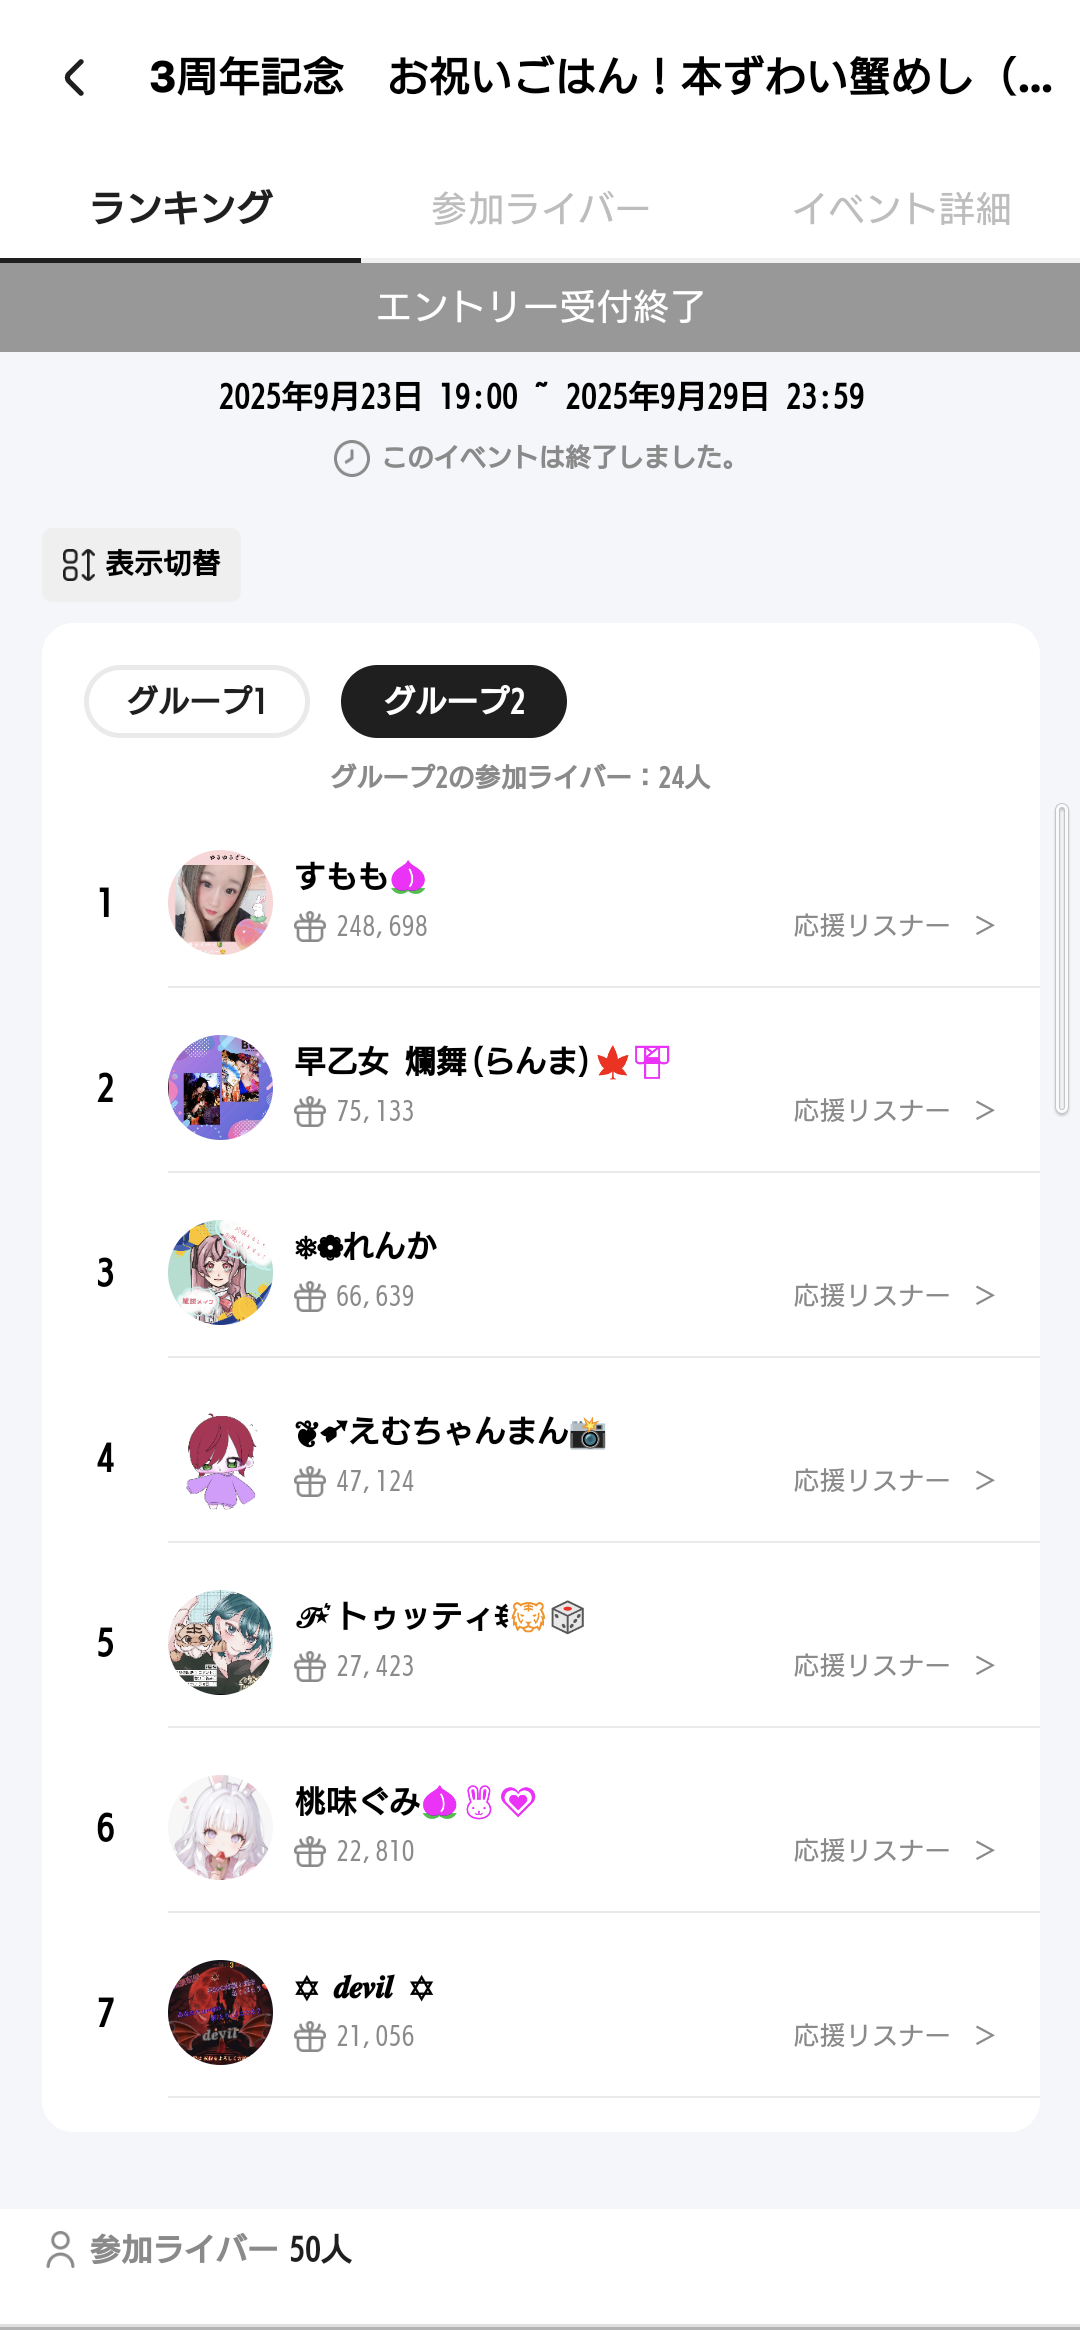 3周年記念　お祝いごはん！本ずわい蟹めし（...
ランキング
参加ライバー
イベント詳細
エントリー受付終了
2025年9月23日 19:00 ~ 2025年9月29日 23:59
このイベントは終了しました。
表示切替
グループ1
グループ2
グループ2の参加ライバー：24人
1
すもも
248,698
応援リスナー >
2
早乙女 爛舞(らんま)🍁
75,133
応援リスナー >
3
❄❁れんか
66,639
応援リスナー >
4
❦➶えむちゃんまん📸
47,124
応援リスナー >
5
トゥッティ🐯🎲
27,423
応援リスナー >
6
桃味ぐみ🍑🐰💗
22,810
応援リスナー >
7
✡ 𝒅𝒆𝒗𝒊𝒍 ✡
21,056
応援リスナー >
参加ライバー 50人